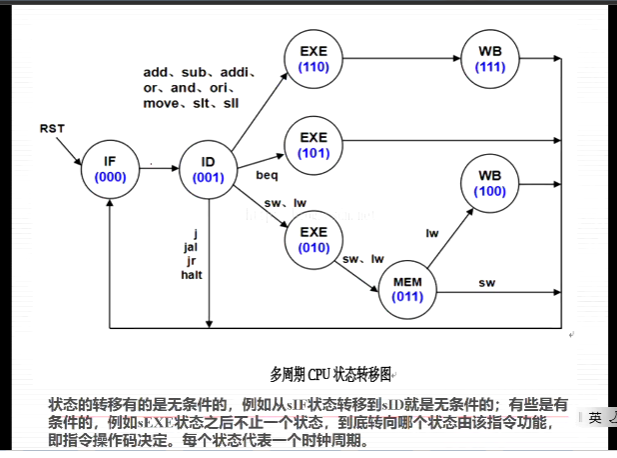 add、sub、addi、
or、and、ori、
move、slt、sll
EXE
(110)
WB
(111)
RST
IF
(000)
ID
(001)
EXE
(101)
beq
WB
(100)
sw、lw
EXE
(010)
j
jal
jr
halt
sw、lw
lw
MEM
(011)
sw
多周期 CPU 状态转移图
状态的转移有的是无条件的，例如从sIF状态转移到sID就是无条件的；有些是有
条件的，例如sEXE状态之后不止一个状态，到底转向哪个状态由该指令功能，
即指令操作码决定。每个状态代表一个时钟周期。
英